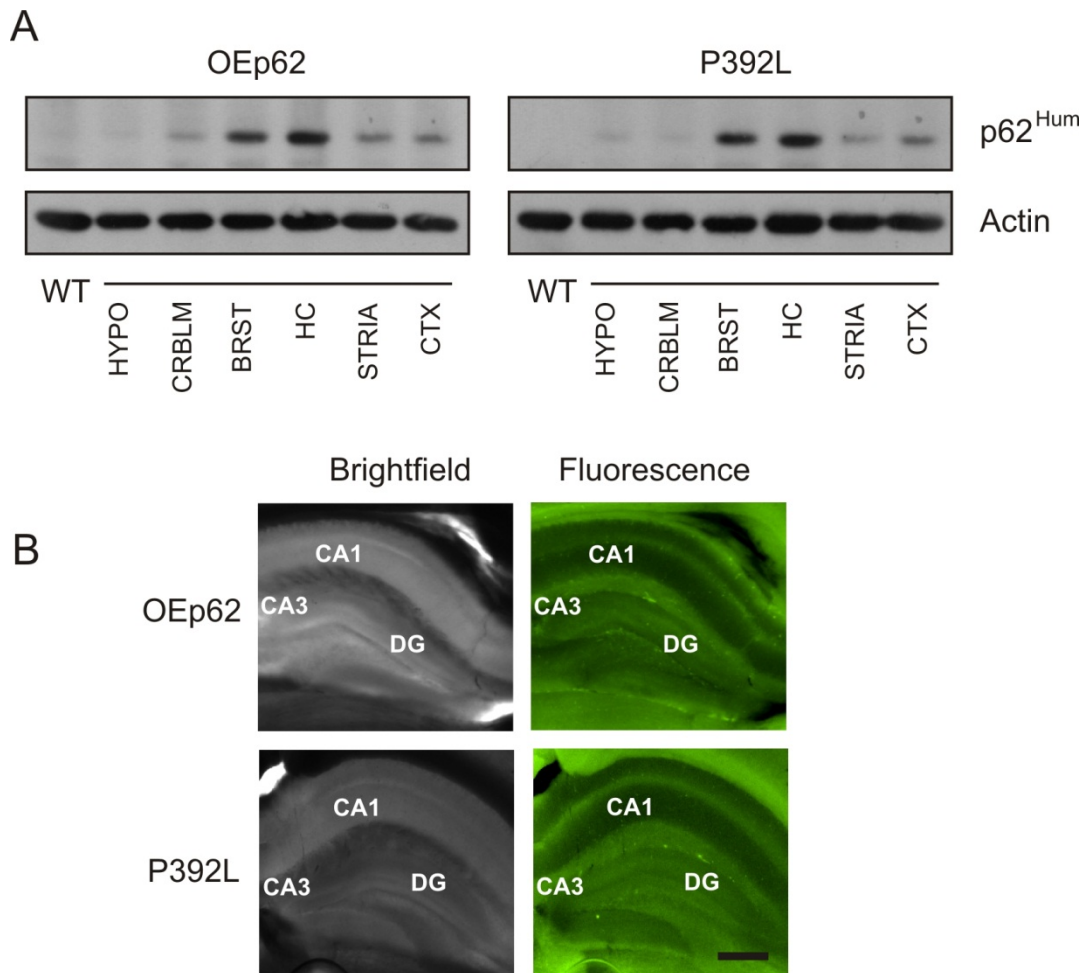 A
OEp62 P392L
p62Hum
Actin
WT HYPO CRBLM BRST HC STRIA CTX WT HYPO CRBLM BRST HC STRIA CTX
Brightfield Fluorescence
B
OEp62
CA1 CA1
CA3 CA3
DG DG
P392L
CA1 CA1
CA3 DG CA3 DG